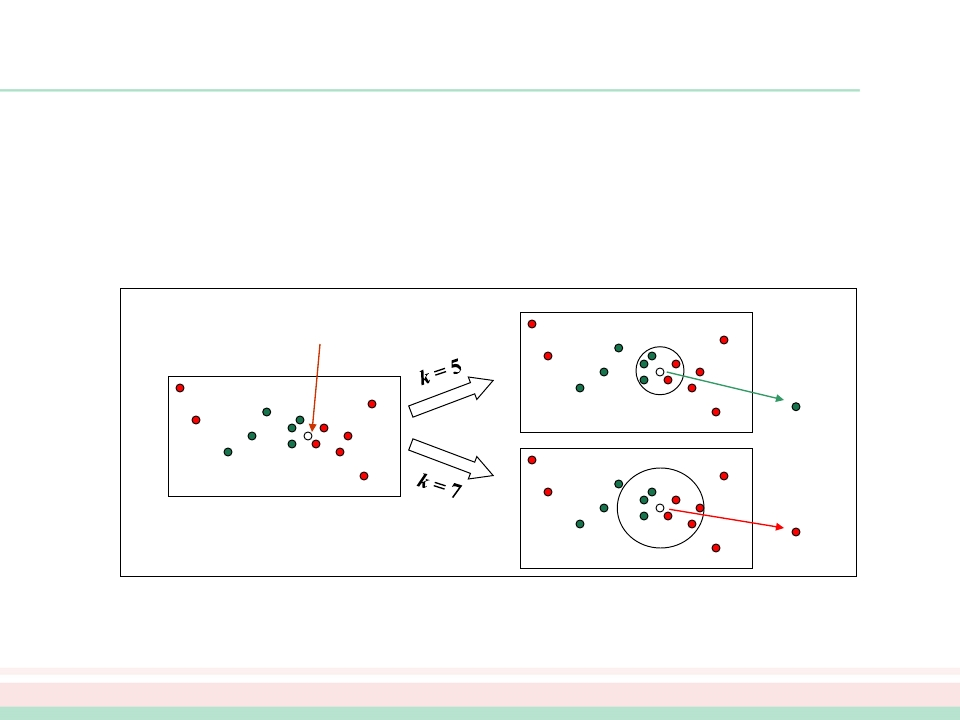 k = 5
k = 7